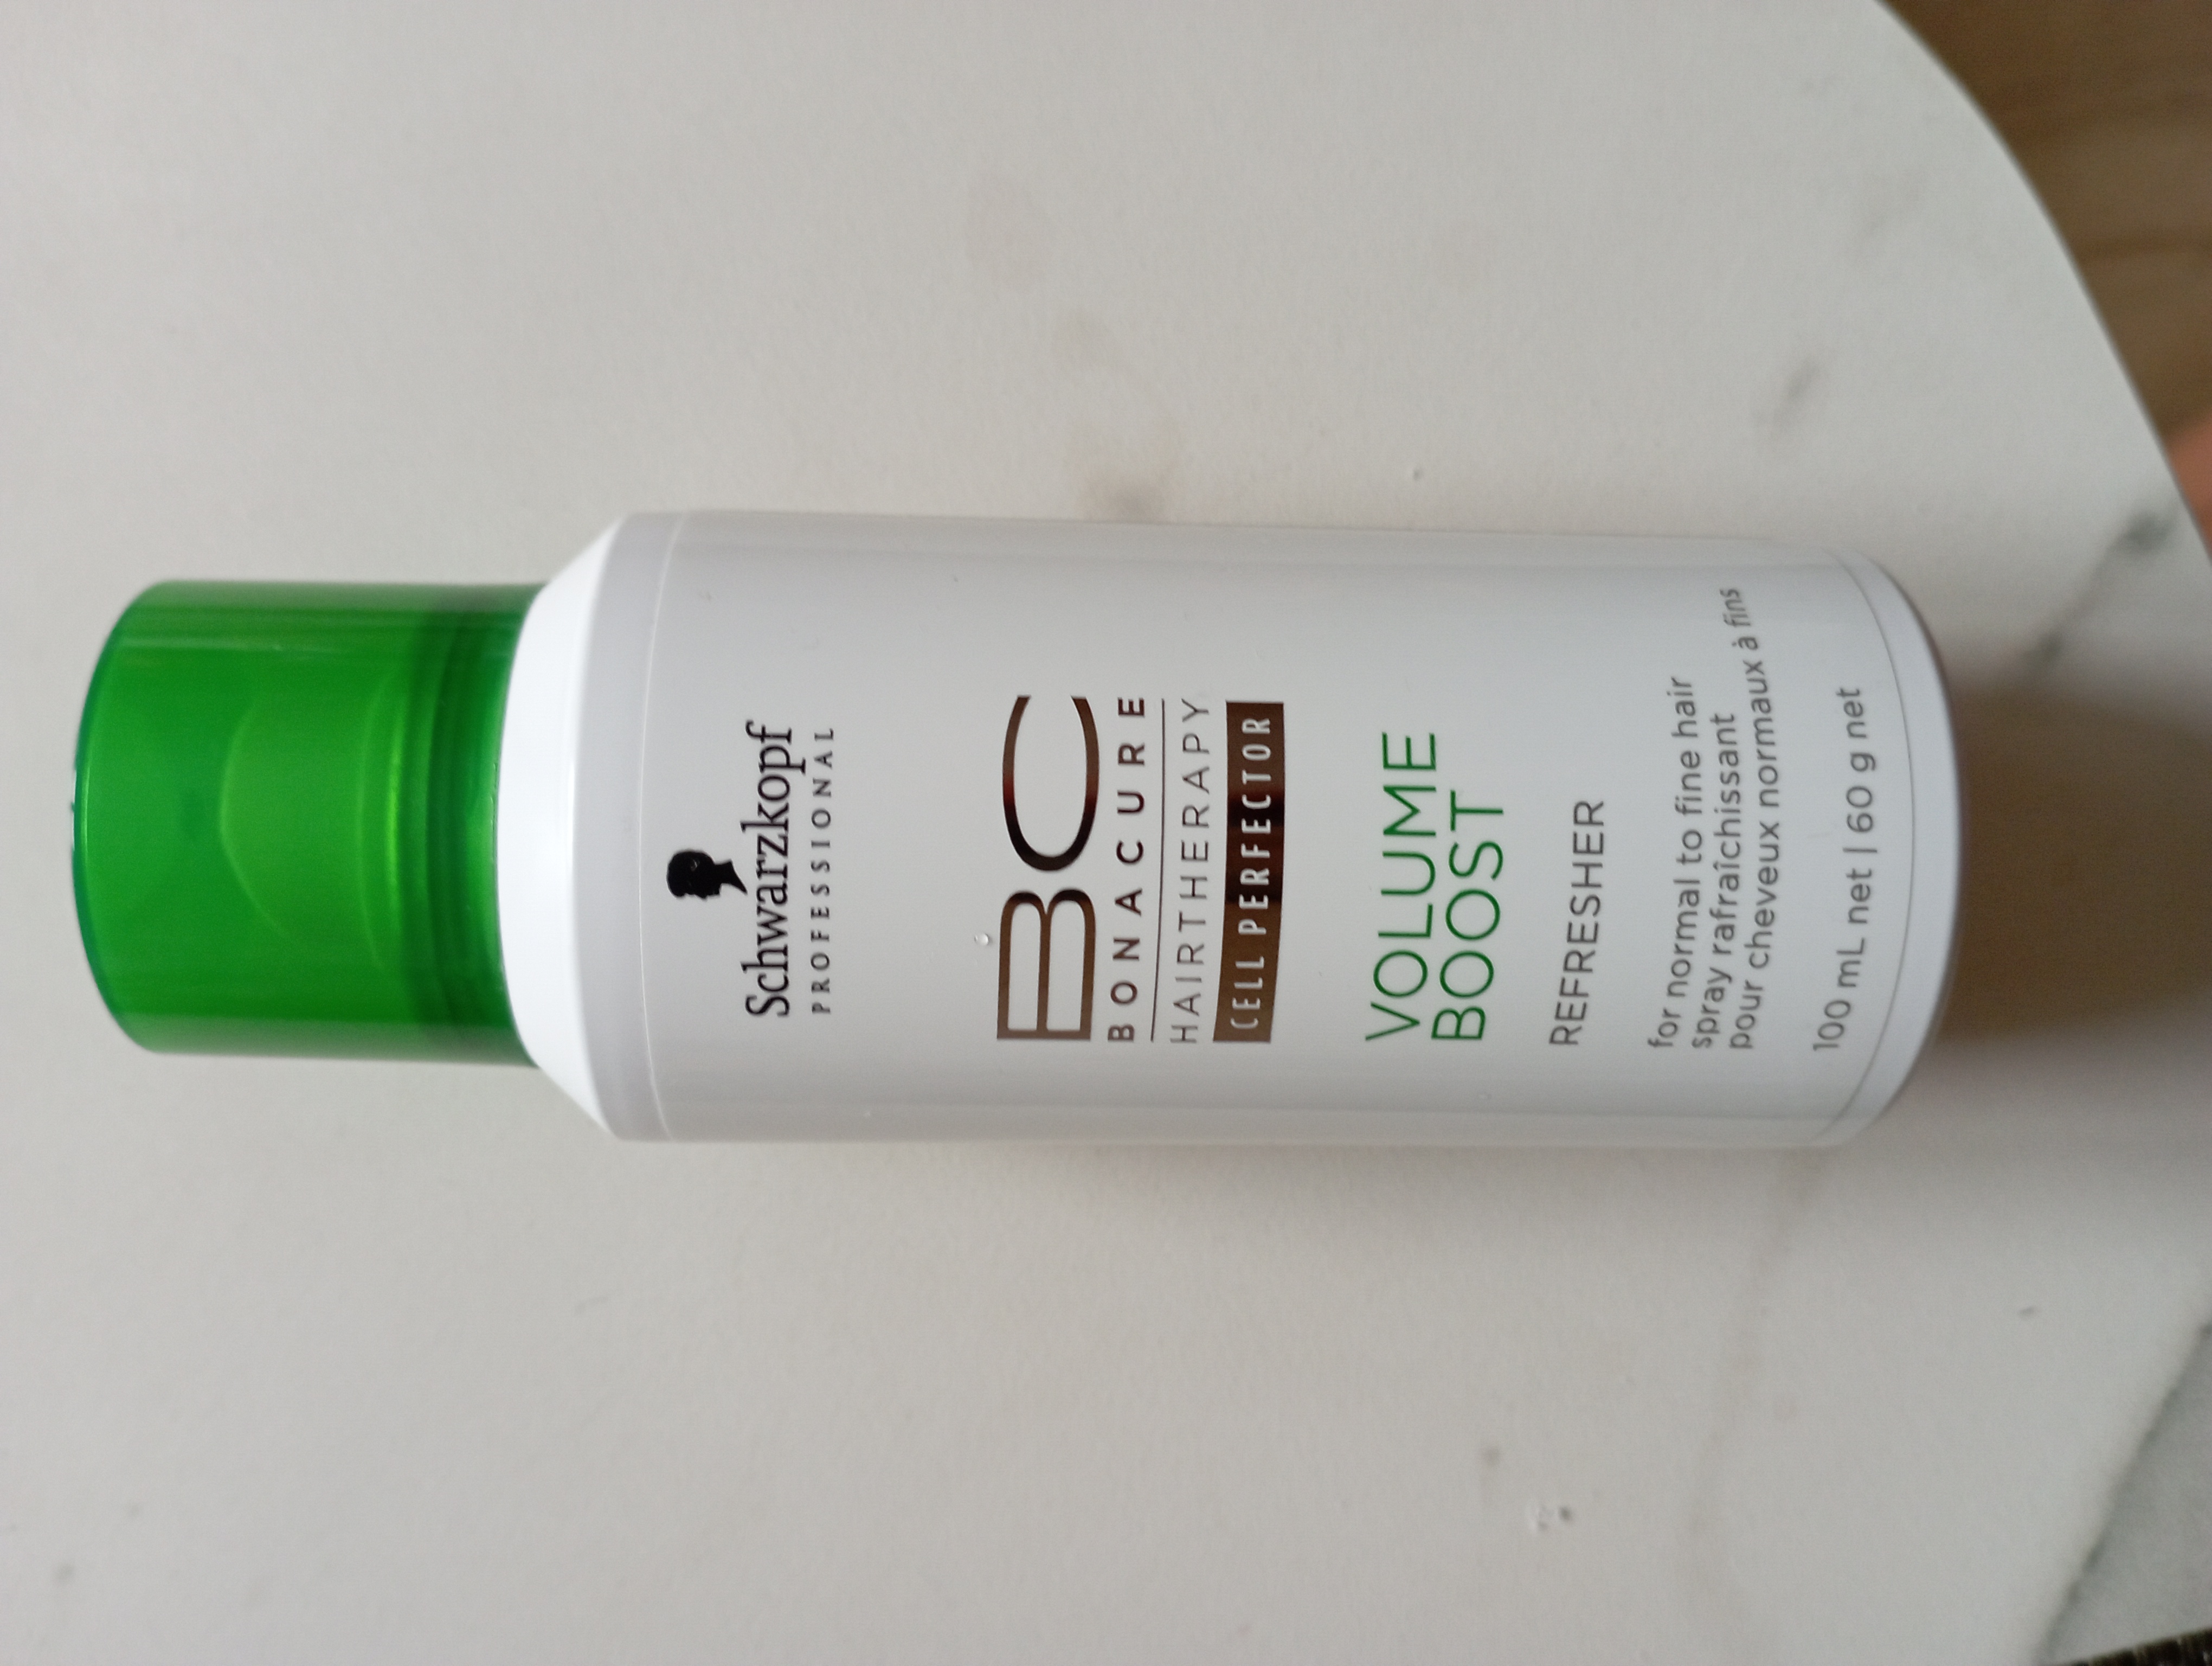 Schwarzkopf
PROFESSIONAL
BC
BONACURE
HAIRTHERAPY
CELL PERFECTOR
VOLUME
BOOST
REFRESHER
for normal to fine hair
spray rafraîchissant
pour cheveux normaux à fins
100 mL net | 60 g net